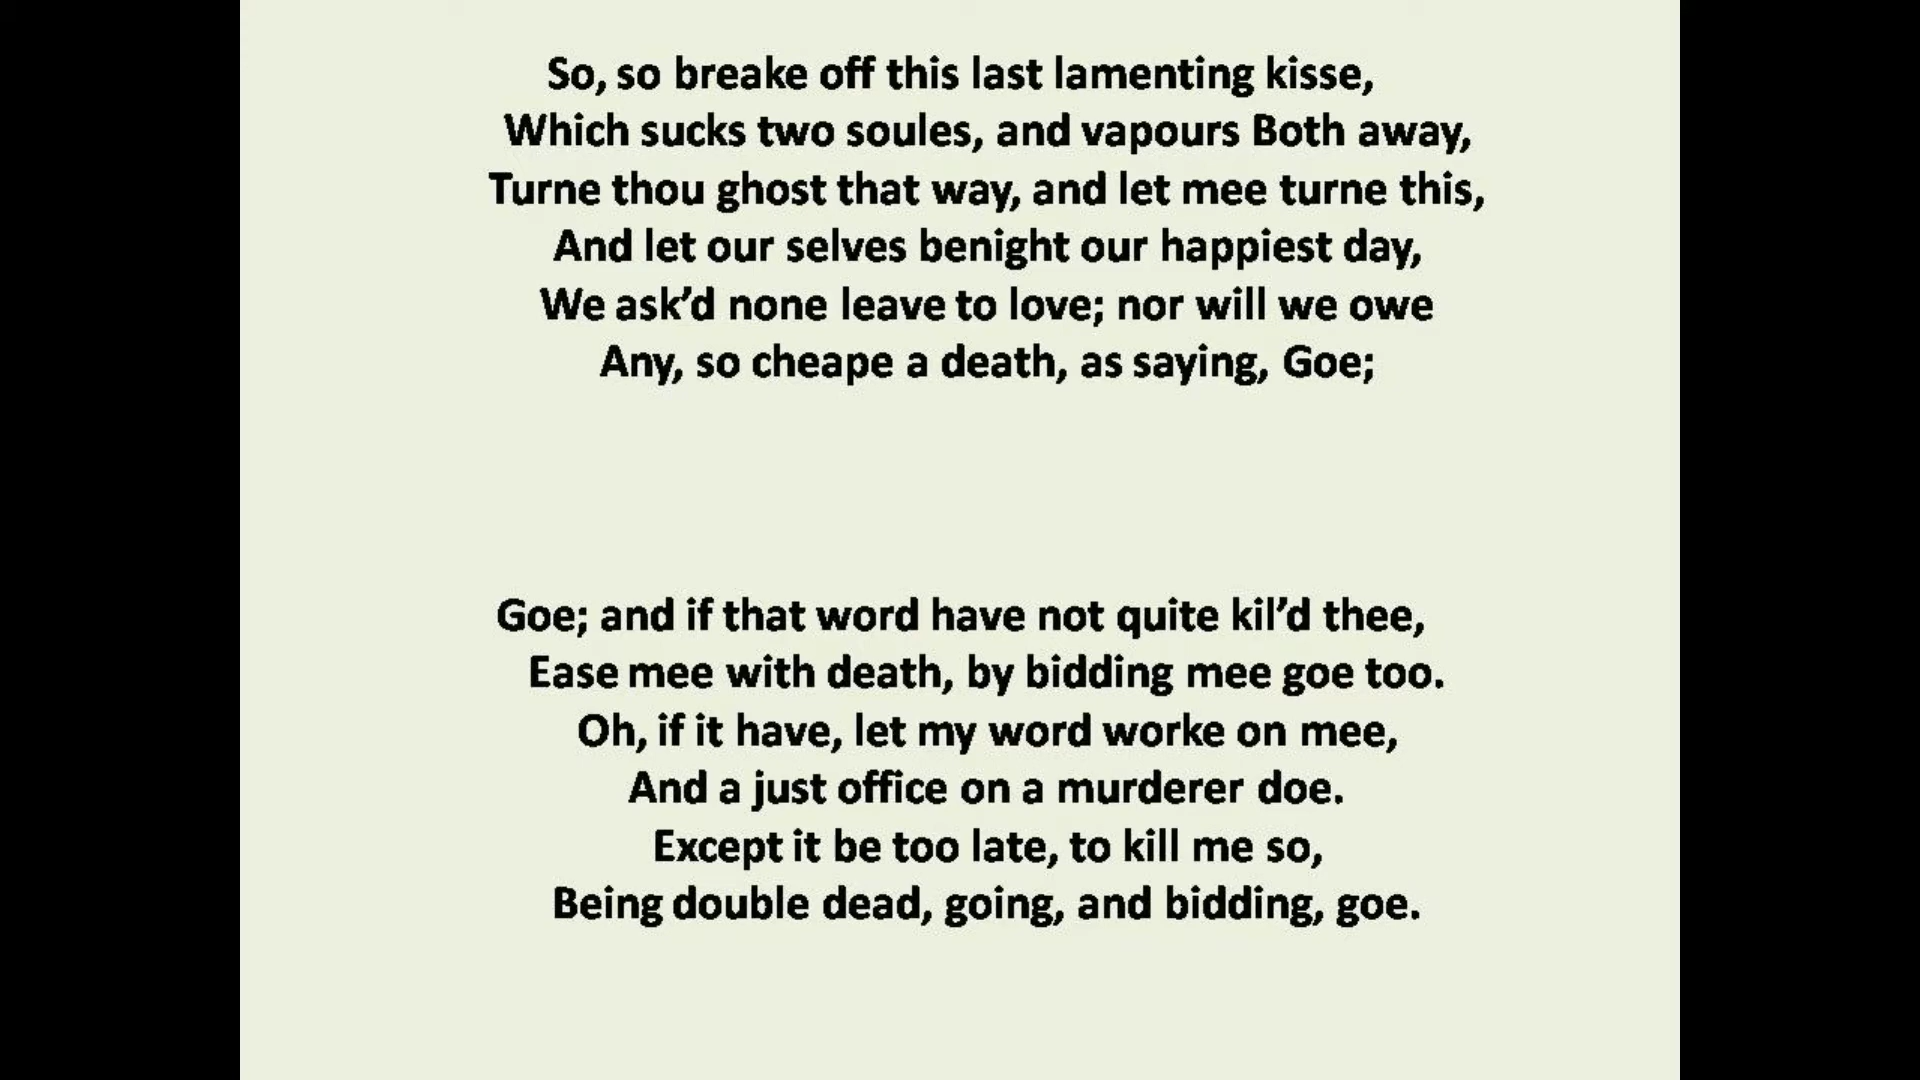 So, so breake off this last lamenting kisse,
Which sucks two soules, and vapours Both away,
Turne thou ghost that way, and let mee turne this,
And let our selves benight our happiest day,
We ask’d none leave to love; nor will we owe
Any, so cheape a death, as saying, Goe;
Goe; and if that word have not quite kil’d thee,
Ease mee with death, by bidding mee goe too.
Oh, if it have, let my word worke on mee,
And a just office on a murderer doe.
Except it be too late, to kill me so,
Being double dead, going, and bidding, goe.